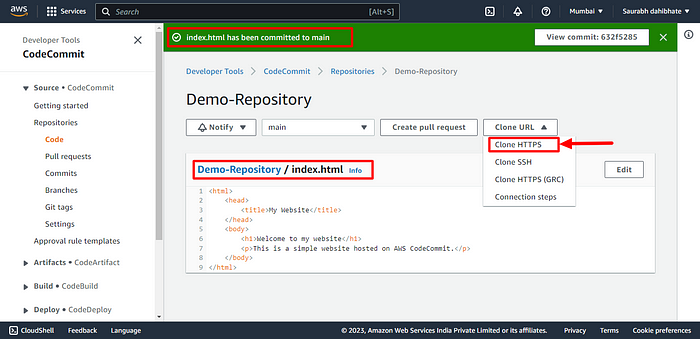 aws
Services
Search
[Alt+S]
Mumbai
Saurabh dahibhate
Developer Tools
CodeCommit
Source • CodeCommit
Getting started
Repositories
Code
Pull requests
Commits
Branches
Git tags
Settings
Approval rule templates
Artifacts • CodeArtifact
Build • CodeBuild
Deploy • CodeDeploy
index.html has been committed to main
View commit: 632f5285
Developer Tools
CodeCommit
Repositories
Demo-Repository
Demo-Repository
Notify
main
Create pull request
Clone URL
Clone HTTPS
Clone SSH
Clone HTTPS (GRC)
Connection steps
Demo-Repository / index.html Info
Edit
1 <html>
2 <head>
3 <title>My Website</title>
4 </head>
5 <body>
6 <h1>Welcome to my website</h1>
7 <p>This is a simple website hosted on AWS CodeCommit.</p>
8 </body>
9 </html>
CloudShell
Feedback
Language
© 2023, Amazon Web Services India Private Limited or its affiliates.
Privacy
Terms
Cookie preferences